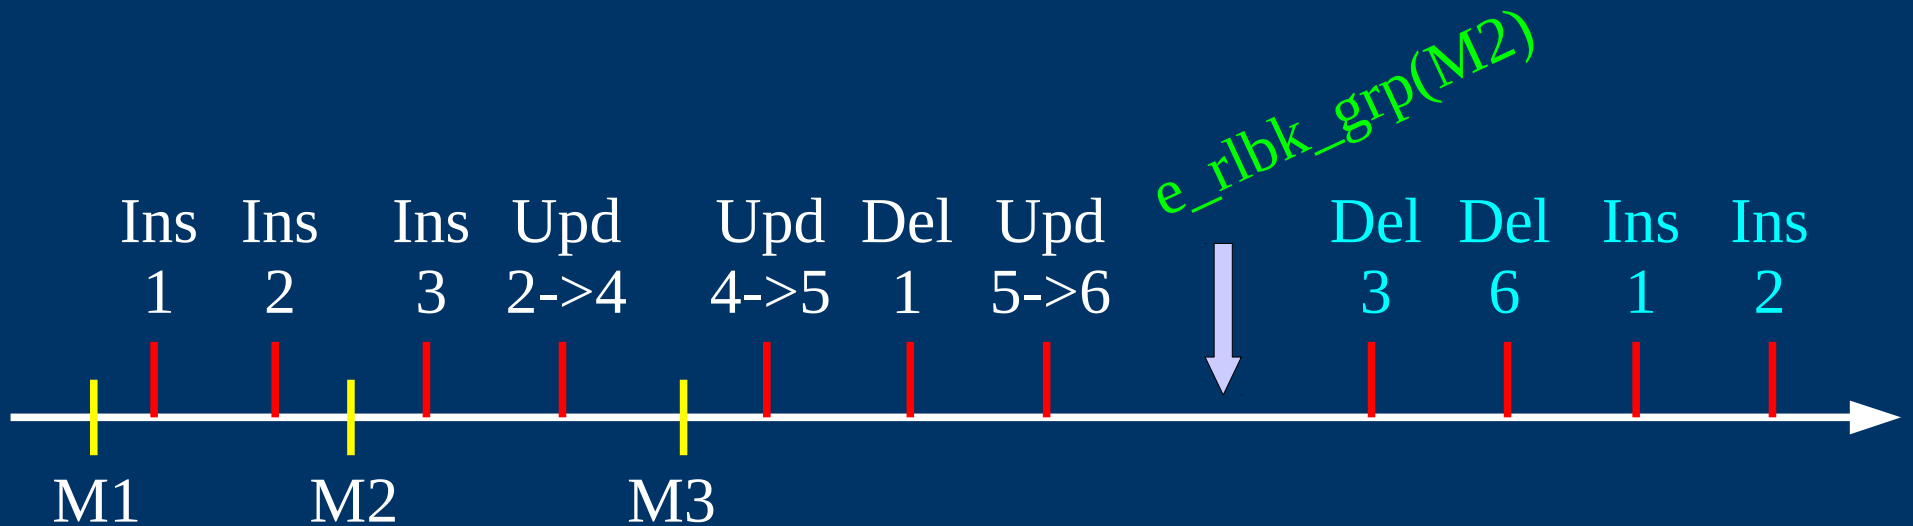 e_rlbk_grp(M2)
Ins Ins Ins Upd Upd Del Upd Del Del Ins Ins
1 2 3 2->4 4->5 1 5->6 3 6 1 2
M1 M2 M3